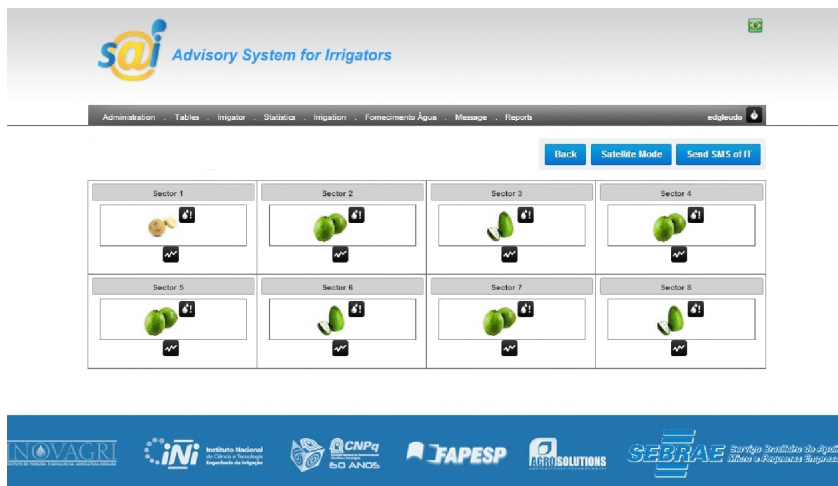 s@i Advisory System for Irrigators
Administration . Tables . Irrigator . Statistics . Irrigation . Fornecimento Água . Message . Reports edgleudo
Back Satellite Mode Send SMS of IT
Sector 1 Sector 2 Sector 3 Sector 4
Sector 5 Sector 6 Sector 7 Sector 8
INOVAGRI
INI Instituto Nacional
de Ciência e Tecnologia
Engenharia da Irrigação
CNPq
60 ANOS
FAPESP
AGROSOLUTIONS
SEBRAE Serviço Brasileiro de Apoio
Micro e Pequenas Empresas